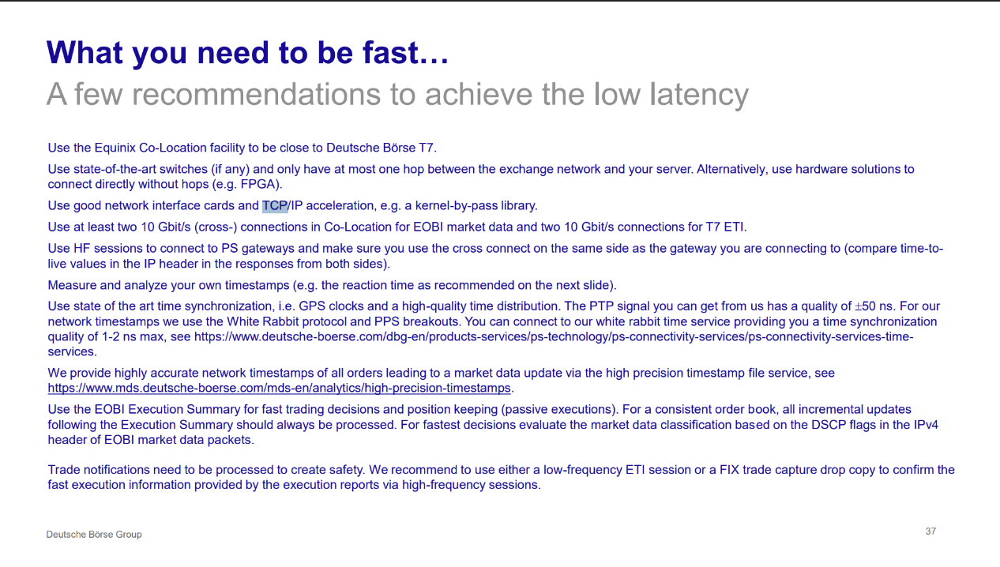 What you need to be fast…
A few recommendations to achieve the low latency
Use the Equinix Co-Location facility to be close to Deutsche Börse T7.
Use state-of-the-art switches (if any) and only have at most one hop between the exchange network and your server. Alternatively, use hardware solutions to
connect directly without hops (e.g. FPGA).
Use good network interface cards and TCP/IP acceleration, e.g. a kernel-by-pass library.
Use at least two 10 Gbit/s (cross-) connections in Co-Location for EOBI market data and two 10 Gbit/s connections for T7 ETI.
Use HF sessions to connect to PS gateways and make sure you use the cross connect on the same side as the gateway you are connecting to (compare time-to-
live values in the IP header in the responses from both sides).
Measure and analyze your own timestamps (e.g. the reaction time as recommended on the next slide).
Use state of the art time synchronization, i.e. GPS clocks and a high-quality time distribution. The PTP signal you can get from us has a quality of ±50 ns. For our
network timestamps we use the White Rabbit protocol and PPS breakouts. You can connect to our white rabbit time service providing you a time synchronization
quality of 1-2 ns max, see https://www.deutsche-boerse.com/dbg-en/products-services/ps-technology/ps-connectivity-services/ps-connectivity-services-time-
services.
We provide highly accurate network timestamps of all orders leading to a market data update via the high precision timestamp file service, see
https://www.mds.deutsche-boerse.com/mds-en/analytics/high-precision-timestamps.
Use the EOBI Execution Summary for fast trading decisions and position keeping (passive executions). For a consistent order book, all incremental updates
following the Execution Summary should always be processed. For fastest decisions evaluate the market data classification based on the DSCP flags in the IPv4
header of EOBI market data packets.
Trade notifications need to be processed to create safety. We recommend to use either a low-frequency ETI session or a FIX trade capture drop copy to confirm the
fast execution information provided by the execution reports via high-frequency sessions.
Deutsche Börse Group
37